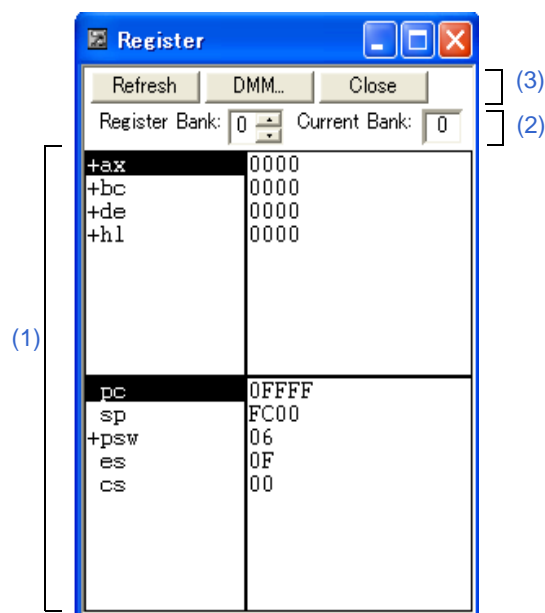 Register
Refresh DMM... Close (3)
Register Bank: 0 Current Bank: 0 (2)
+ax 0000
+bc 0000
+de 0000
+hl 0000
(1)
pc 0FFFF
sp FC00
+psw 06
es 0F
cs 00